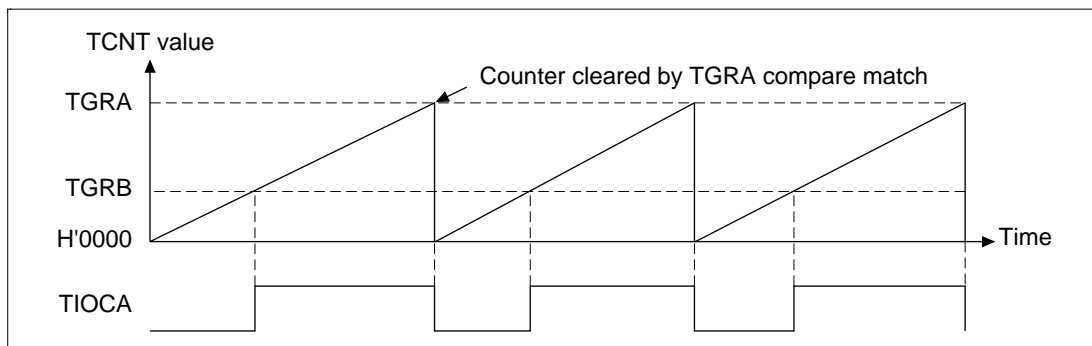 TCNT value
Counter cleared by TGRA compare match
TGRA
TGRB
H'0000
Time
TIOCA